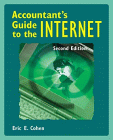 Accountant's
Guide to the
INTERNET
Second Edition
Eric E. Cohen